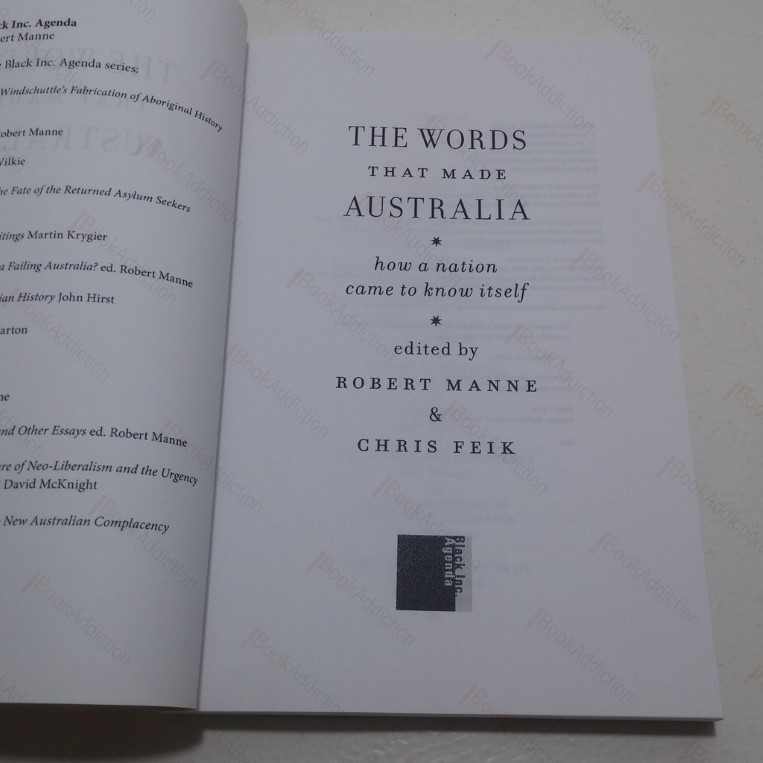 ck Inc. Agenda
ert Manne
Black Inc. Agenda series:
Windschuttle's Fabrication of Aboriginal History
Robert Manne
Wilkie
he Fate of the Returned Asylum Seekers
itings Martin Krygier
a Failing Australia? ed. Robert Manne
ian History John Hirst
arton
ne
nd Other Essays ed. Robert Manne
re of Neo-Liberalism and the Urgency
David McKnight
New Australian Complacency
THE WORDS
THAT MADE
AUSTRALIA
how a nation
came to know itself
edited by
ROBERT MANNE
&
CHRIS FEIK
Black Inc.
Agenda
BookAddiction